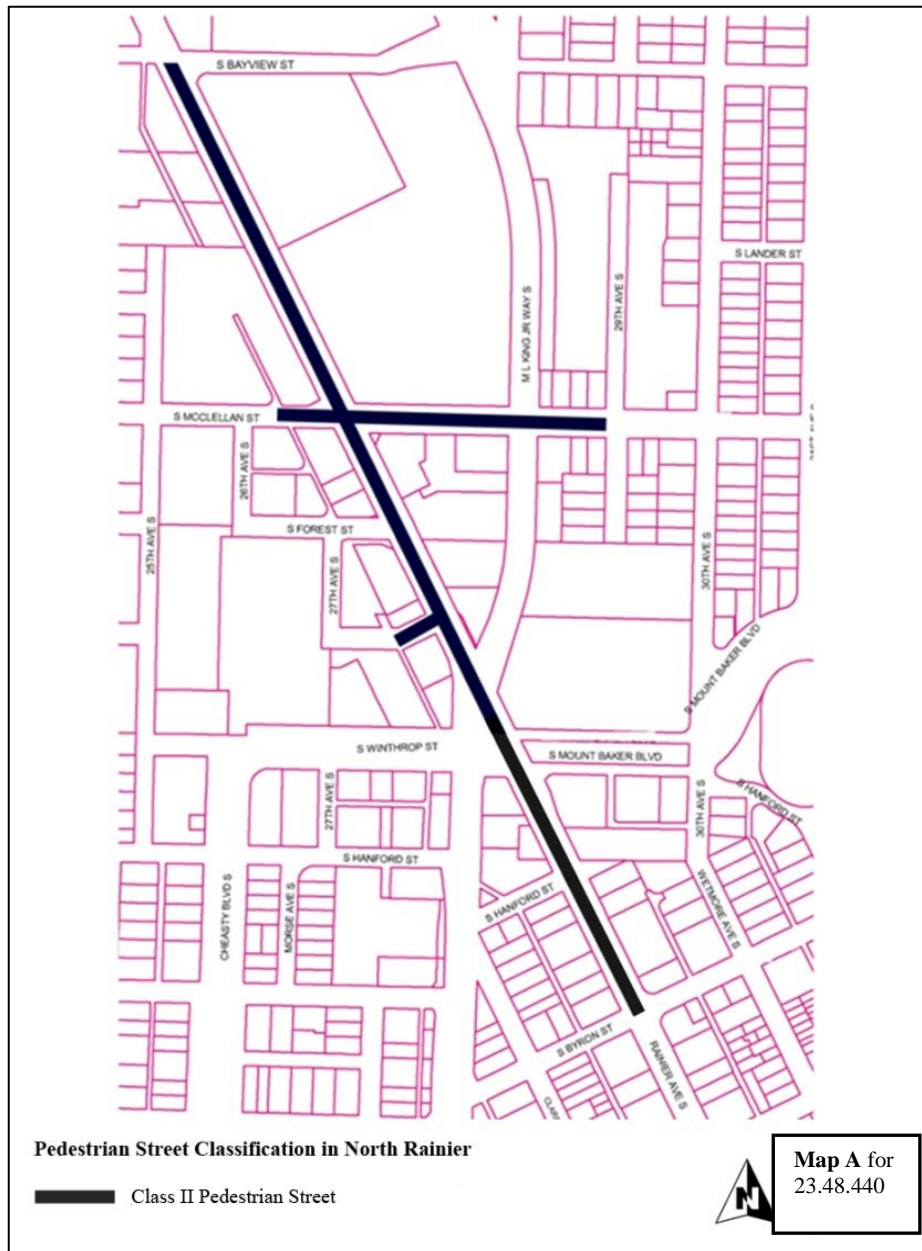 S BAYVIEW ST
S LANDER ST
M L KING JR WAY S
29TH AVE S
S MCCLELLAN ST
26TH AVE S
S FOREST ST
25TH AVE S
27TH AVE S
30TH AVE S
S MOUNT BAKER BLVD
S WINTHROP ST
S MOUNT BAKER BLVD
27TH AVE S
30TH AVE S
S HANFORD ST
S HANFORD ST
CHEASTY BLVD S
MORSE AVE S
S HANFORD ST
WETMORE AVE S
S BYRON ST
RAINIER AVE S
Pedestrian Street Classification in North Rainier
Class II Pedestrian Street
N
Map A for
23.48.440